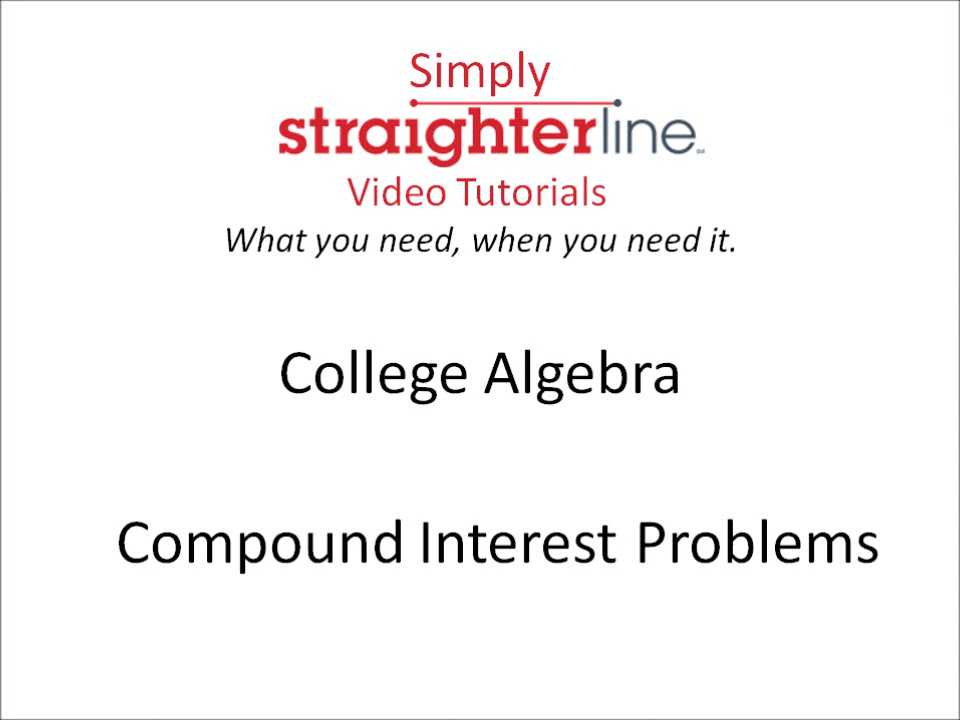 Simply
straighterline
Video Tutorials
What you need, when you need it.
College Algebra
Compound Interest Problems